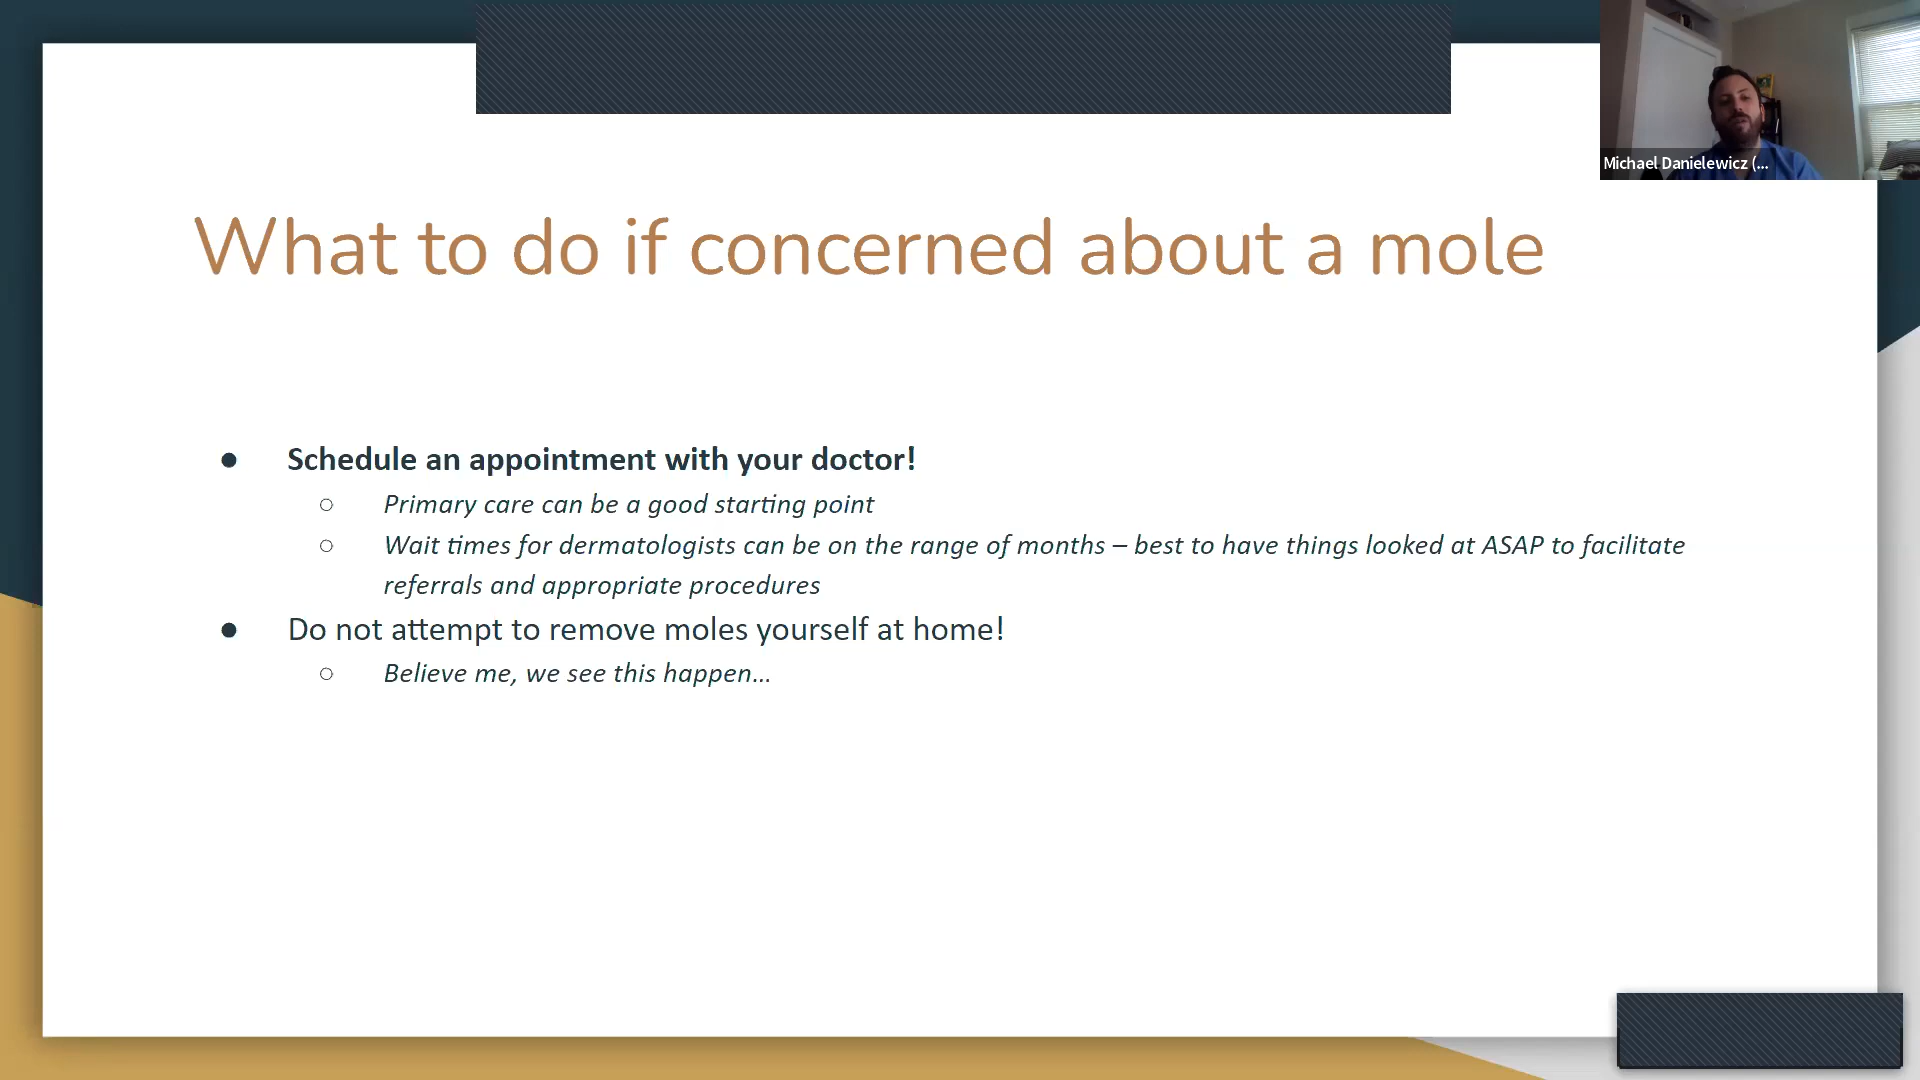 Michael Danielewicz (...
What to do if concerned about a mole
● Schedule an appointment with your doctor!
○ Primary care can be a good starting point
○ Wait times for dermatologists can be on the range of months – best to have things looked at ASAP to facilitate
referrals and appropriate procedures
● Do not attempt to remove moles yourself at home!
○ Believe me, we see this happen…